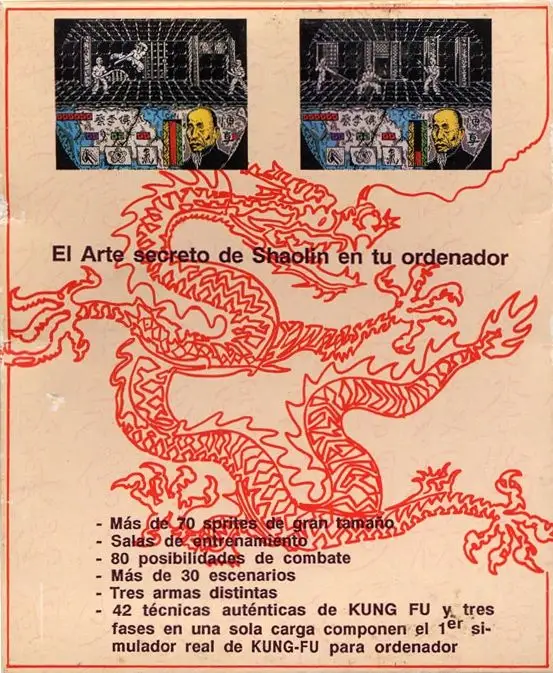 El Arte secreto de Shaolin en tu ordenador
- Más de 70 sprites de gran tamaño
- Salas de entrenamiento
- 80 posibilidades de combate
- Más de 30 escenarios
- Tres armas distintas
- 42 técnicas auténticas de KUNG FU y tres
fases en una sola carga componen el 1er si-
mulador real de KUNG-FU para ordenador